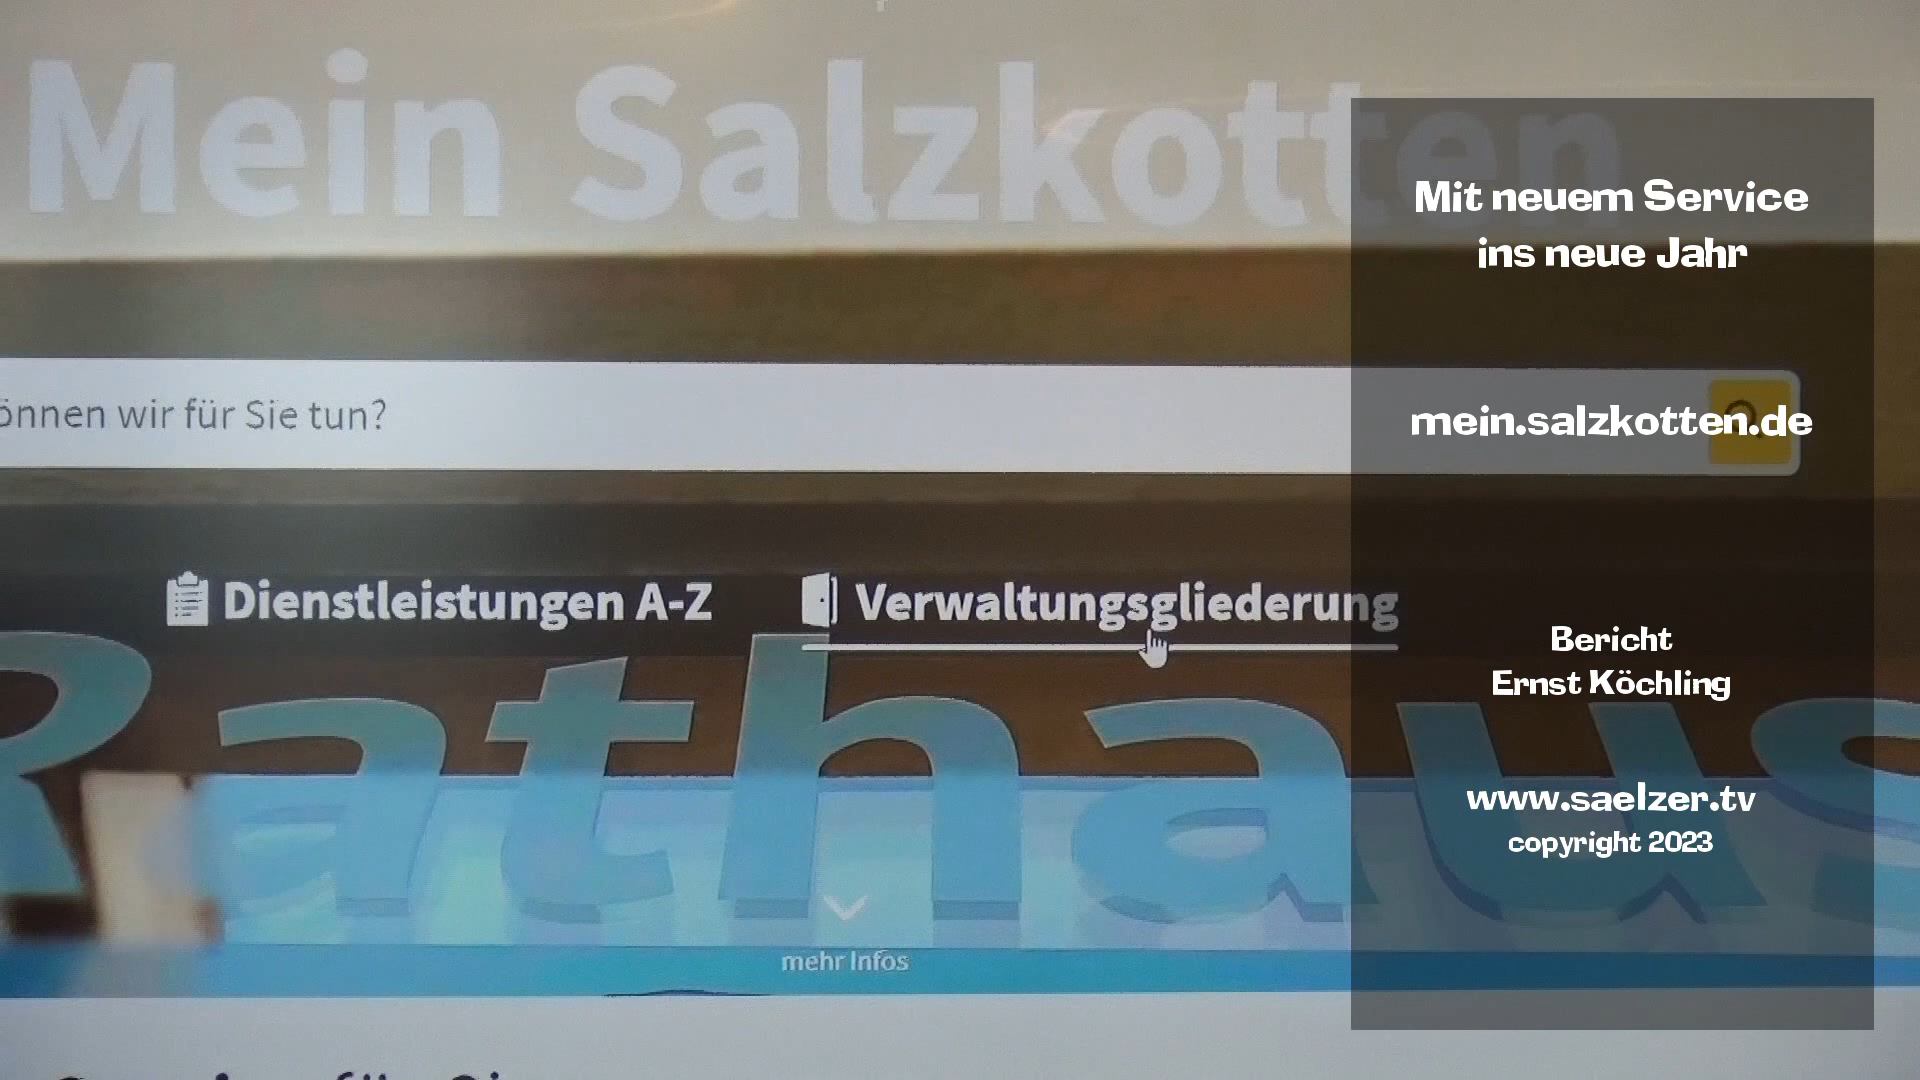 Mein Salzkotten
önnen wir für Sie tun?
Dienstleistungen A-Z
Verwaltungsgliederung
Rathaus
mehr Infos
Mit neuem Service
ins neue Jahr
mein.salzkotten.de
Bericht
Ernst Köchling
www.saelzer.tv
copyright 2023